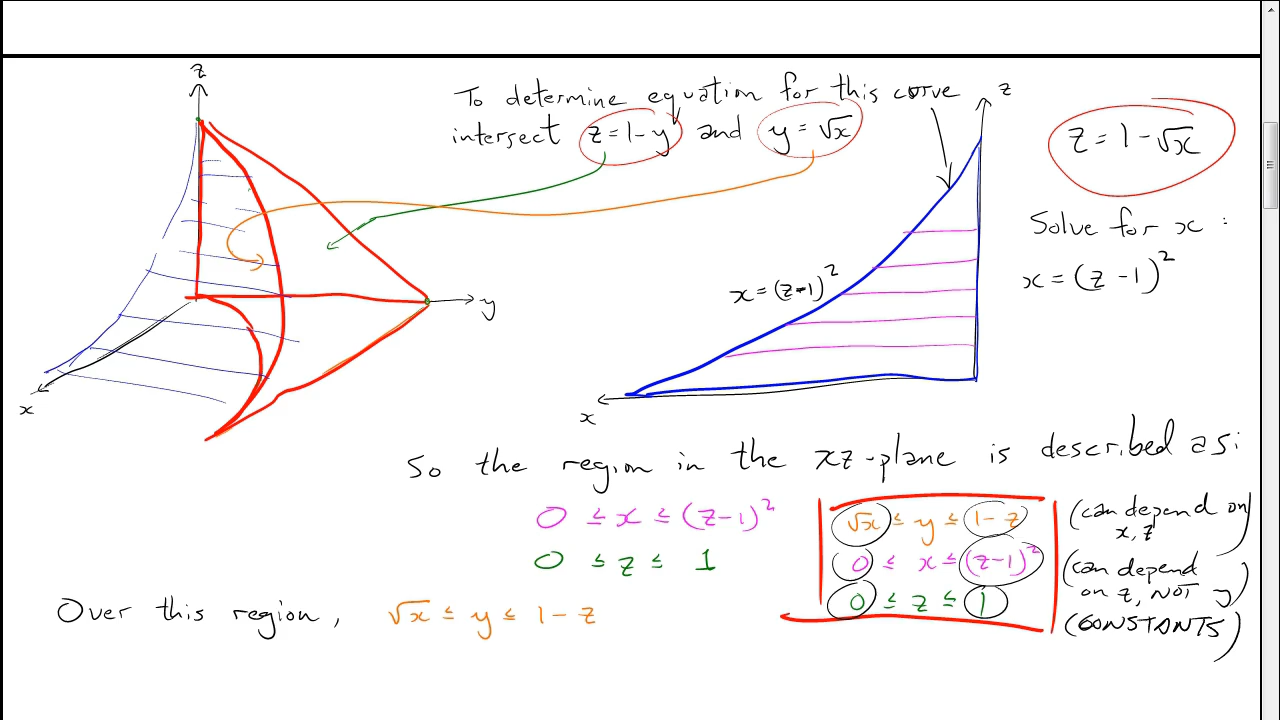 z
y
x
To determine equation for this curve
intersect z = 1 - y and y = √x
z
x
x = (z-1)²
z = 1 - √x
Solve for x :
x = (z - 1)²
So the region in the xz-plane is described as:
0 ≤ x ≤ (z-1)²
0 ≤ z ≤ 1
Over this region, √x ≤ y ≤ 1 - z
√x ≤ y ≤ 1 - z
0 ≤ x ≤ (z-1)²
0 ≤ z ≤ 1
(can depend on
x, z)
(can depend
on z, NOT y)
(CONSTANTS)